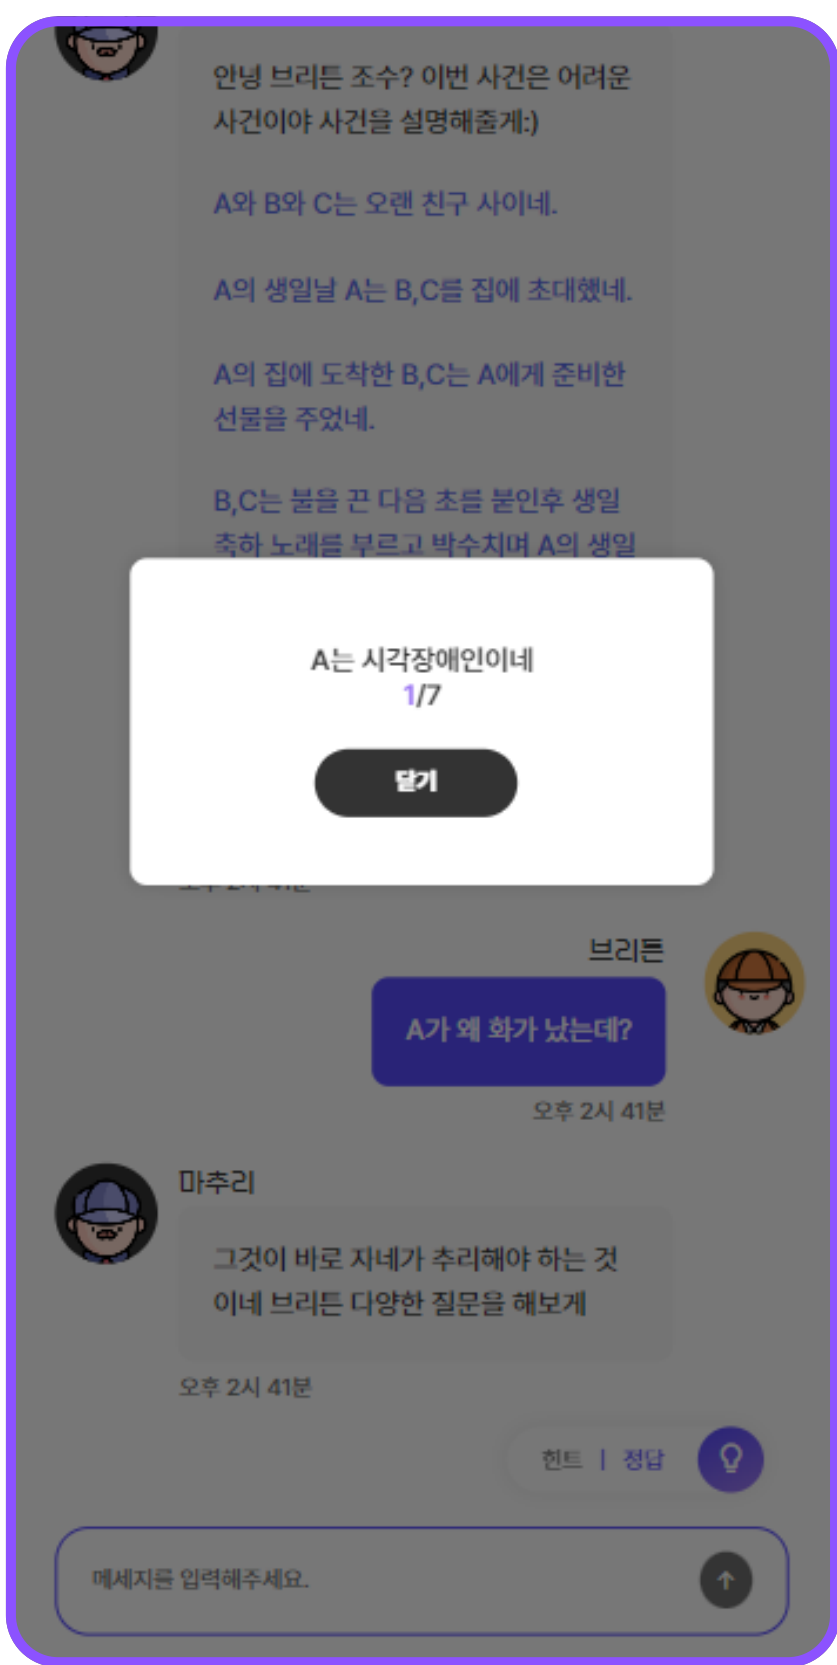 안녕 브리튼 조수? 이번 사건은 어려운
사건이야 사건을 설명해줄게:)
A와 B와 C는 오랜 친구 사이네.
A의 생일날 A는 B,C를 집에 초대했네.
A의 집에 도착한 B,C는 A에게 준비한
선물을 주었네.
B,C는 불을 끈 다음 초를 붙인후 생일
축하 노래를 부르고 박수치며 A의 생일
A는 시각장애인이네
1/7
닫기
브리튼
A가 왜 화가 났는데?
오후 2시 41분
마추리
그것이 바로 자네가 추리해야 하는 것
이네 브리튼 다양한 질문을 해보게
오후 2시 41분
힌트 | 정답
메세지를 입력해주세요.